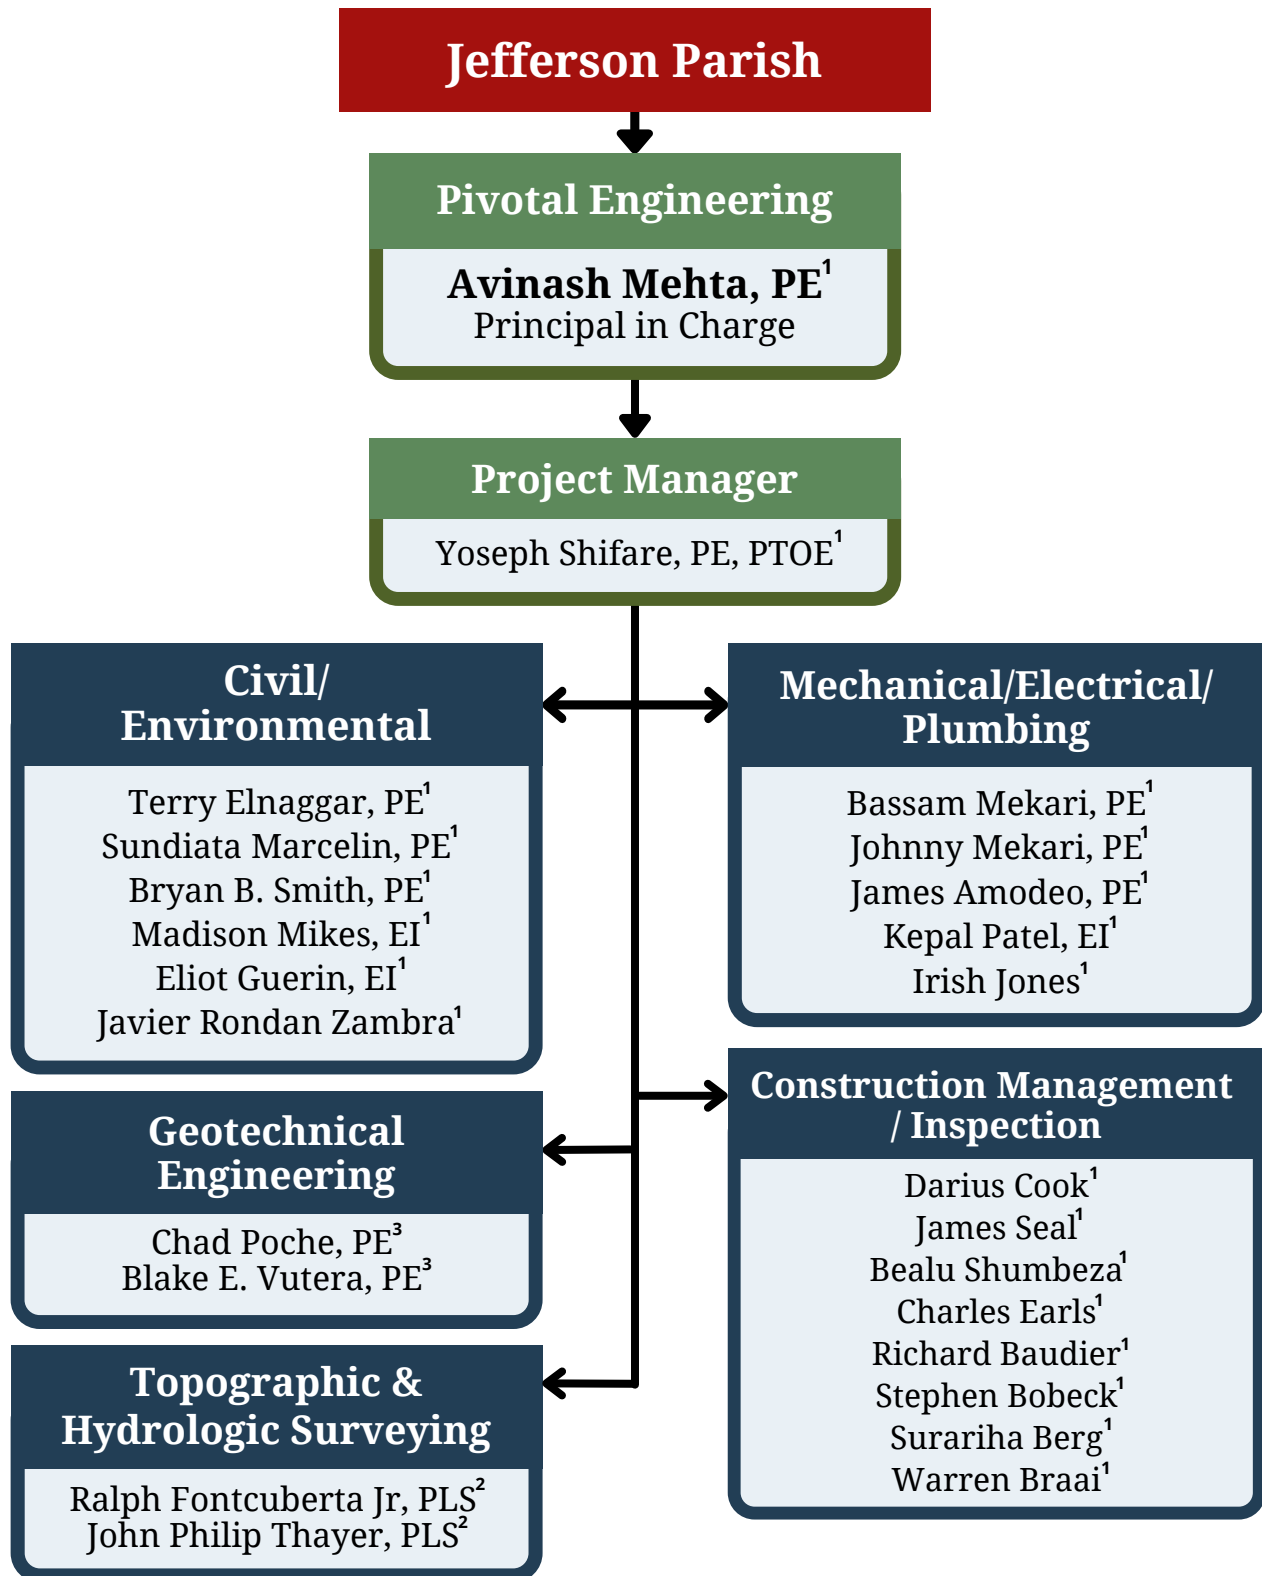 Jefferson Parish
Pivotal Engineering
Avinash Mehta, PE¹
Principal in Charge
Project Manager
Yoseph Shifare, PE, PTOE¹
Civil/
Environmental
Terry Elnaggar, PE¹
Sundiata Marcelin, PE¹
Bryan B. Smith, PE¹
Madison Mikes, EI¹
Eliot Guerin, EI¹
Javier Rondan Zambra¹
Mechanical/Electrical/
Plumbing
Bassam Mekari, PE¹
Johnny Mekari, PE¹
James Amodeo, PE¹
Kepal Patel, EI¹
Irish Jones¹
Geotechnical
Engineering
Chad Poche, PE³
Blake E. Vutera, PE³
Construction Management
/ Inspection
Darius Cook¹
James Seal¹
Bealu Shumbeza¹
Charles Earls¹
Richard Baudier¹
Stephen Bobeck¹
Surariha Berg¹
Warren Braai¹
Topographic &
Hydrologic Surveying
Ralph Fontcuberta Jr, PLS²
John Philip Thayer, PLS²